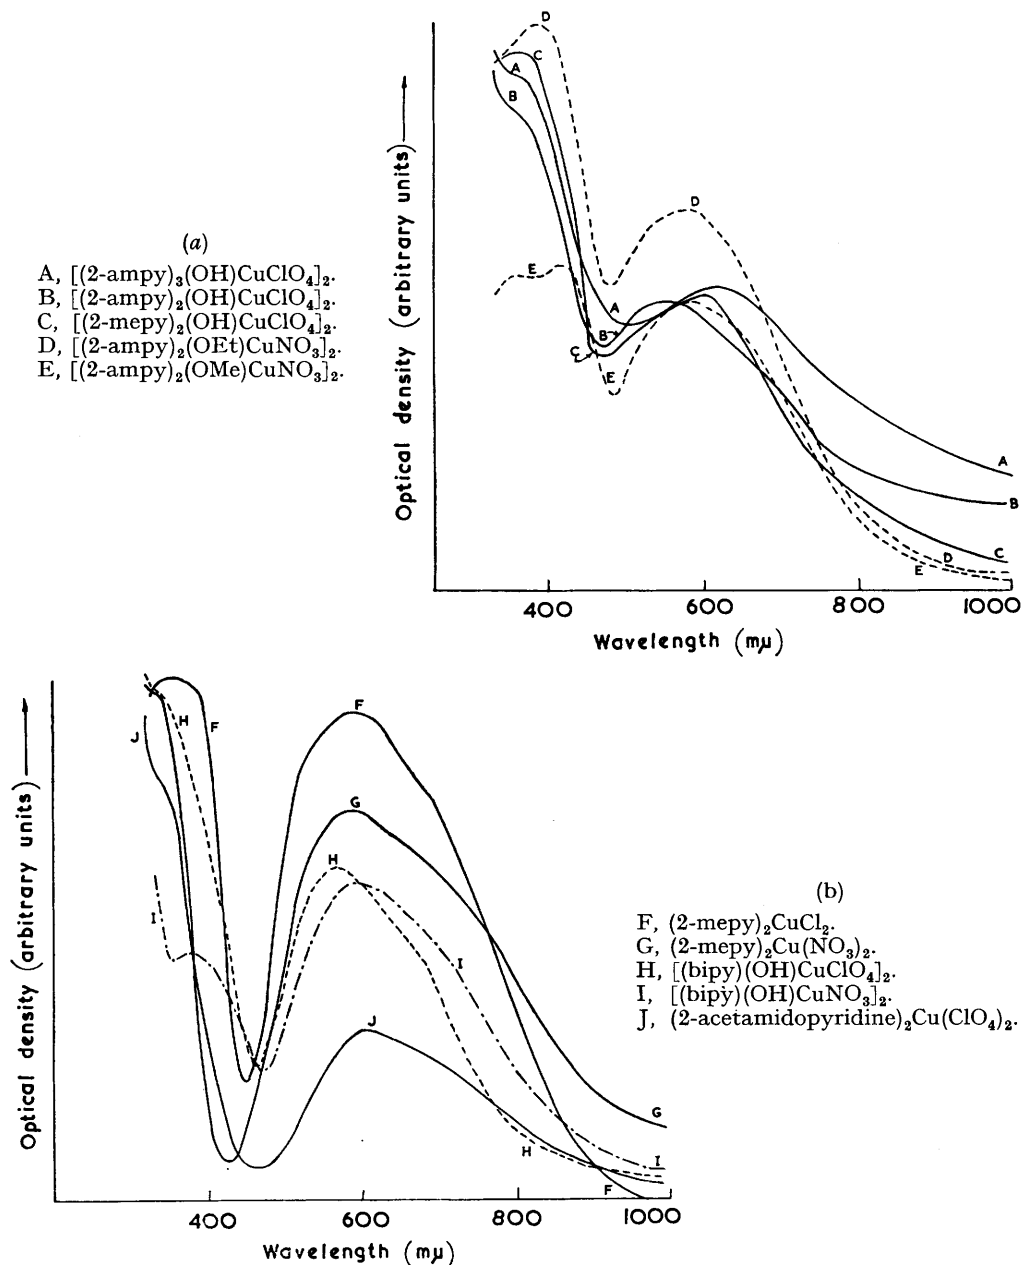 (a)
A, [(2-ampy)₃(OH)CuClO₄]₂.
B, [(2-ampy)₂(OH)CuClO₄]₂.
C, [(2-mepy)₂(OH)CuClO₄]₂.
D, [(2-ampy)₂(OEt)CuNO₃]₂.
E, [(2-ampy)₂(OMe)CuNO₃]₂.
Optical density (arbitrary units)
D
C
A
B
D
E
A
B
C
E
A
B
C
D
E
400 600 800 1000
Wavelength (mμ)
Optical density (arbitrary units)
J
H
F
F
G
H
I
I
J
G
H
I
F
400 600 800 1000
Wavelength (mμ)
(b)
F, (2-mepy)₂CuCl₂.
G, (2-mepy)₂Cu(NO₃)₂.
H, [(bipy)(OH)CuClO₄]₂.
I, [(bipy)(OH)CuNO₃]₂.
J, (2-acetamidopyridine)₂Cu(ClO₄)₂.